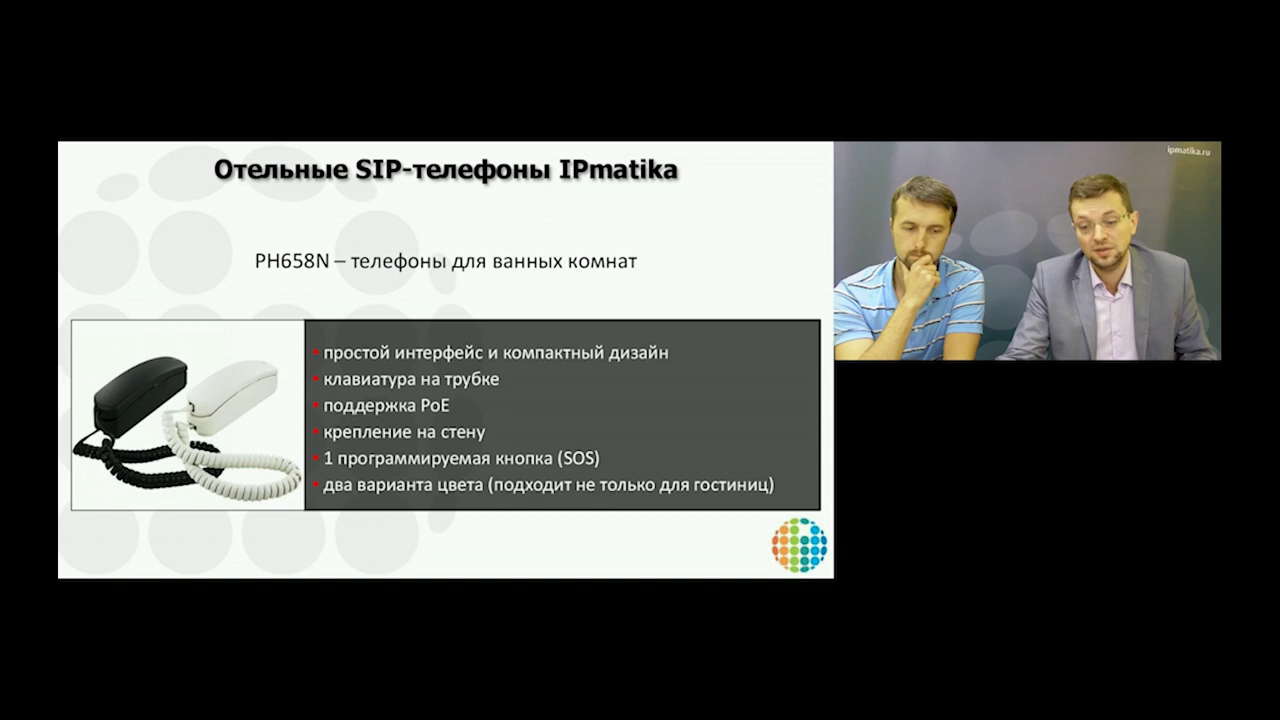 Отельные SIP-телефоны IPmatika
ipmatika.ru
PH658N – телефоны для ванных комнат
• простой интерфейс и компактный дизайн
• клавиатура на трубке
• поддержка PoE
• крепление на стену
• 1 программируемая кнопка (SOS)
• два варианта цвета (подходит не только для гостиниц)